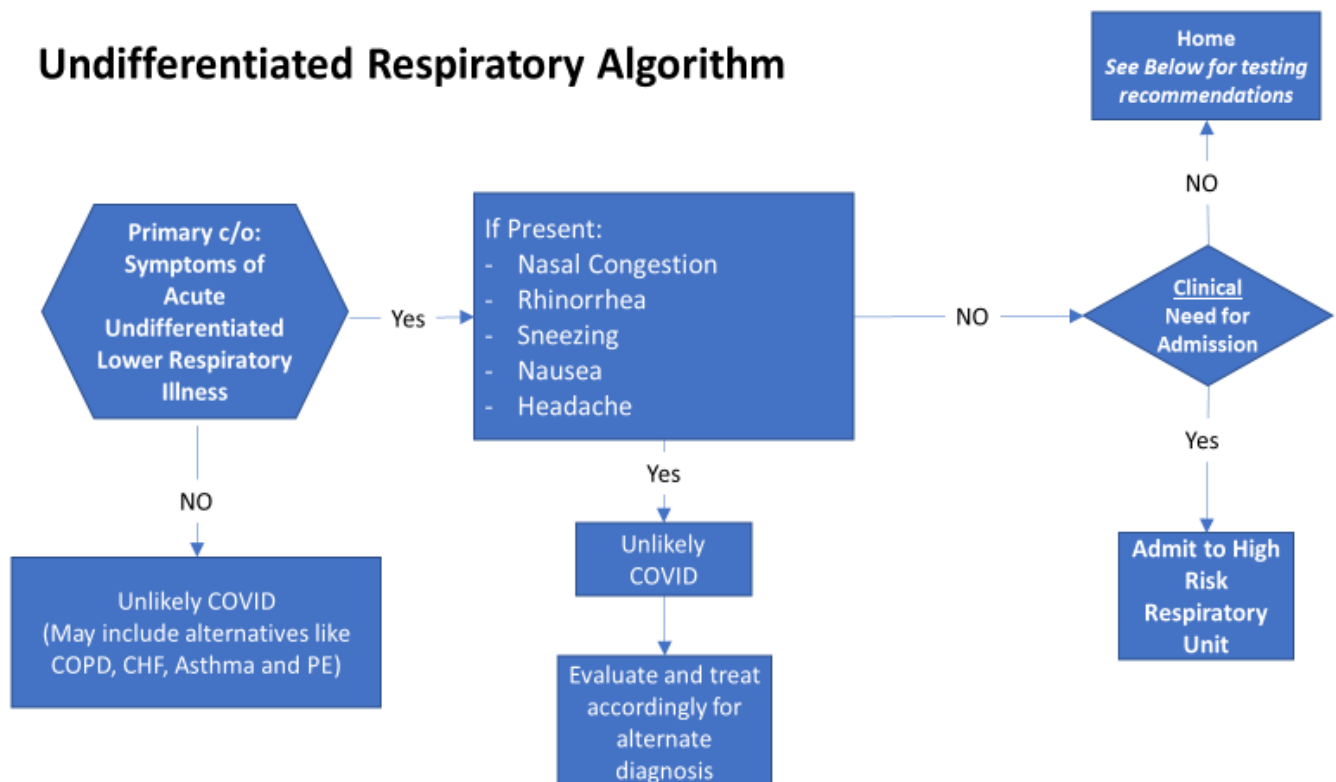 Undifferentiated Respiratory Algorithm
Home
See Below for testing
recommendations
NO
Primary c/o:
Symptoms of
Acute
Undifferentiated
Lower Respiratory
Illness
Yes
If Present:
- Nasal Congestion
- Rhinorrhea
- Sneezing
- Nausea
- Headache
NO
Clinical
Need for
Admission
NO
Yes
Yes
Unlikely COVID
(May include alternatives like
COPD, CHF, Asthma and PE)
Unlikely
COVID
Evaluate and treat
accordingly for
alternate
diagnosis
Admit to High
Risk
Respiratory
Unit